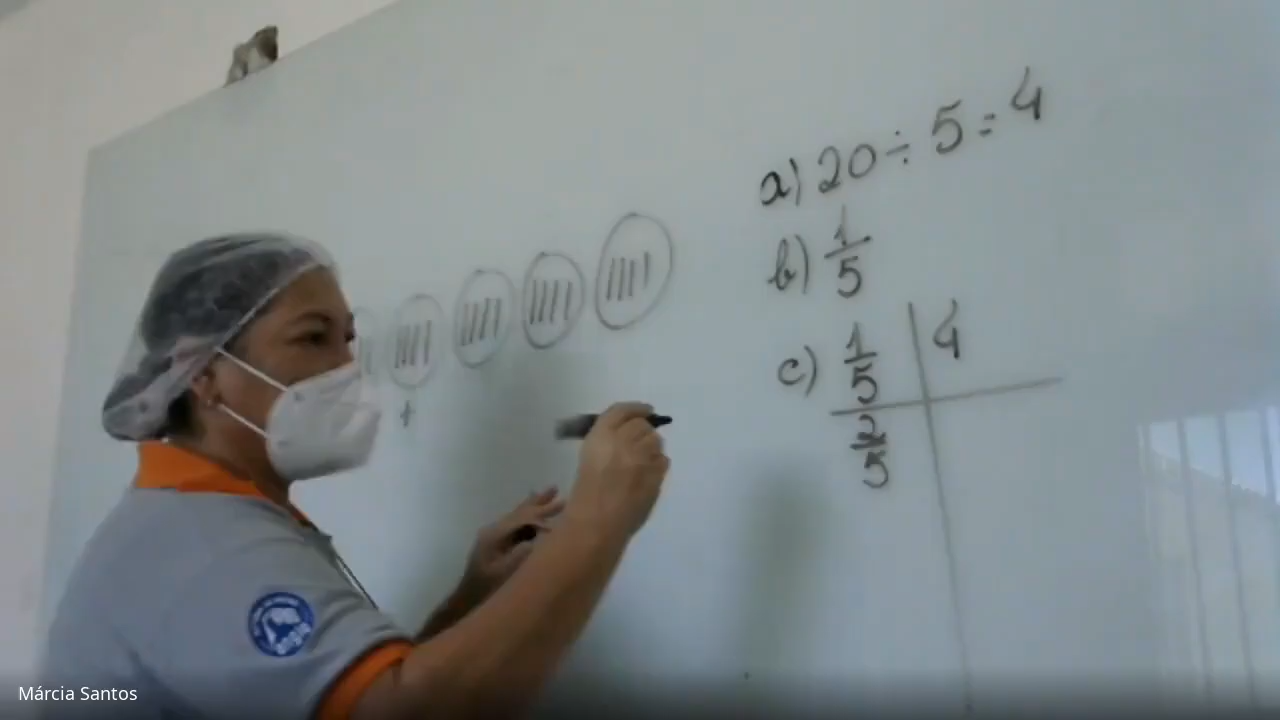 a) 20 ÷ 5 = 4
b) 1/5
c) 1/5 | 4
2/5
+
Márcia Santos